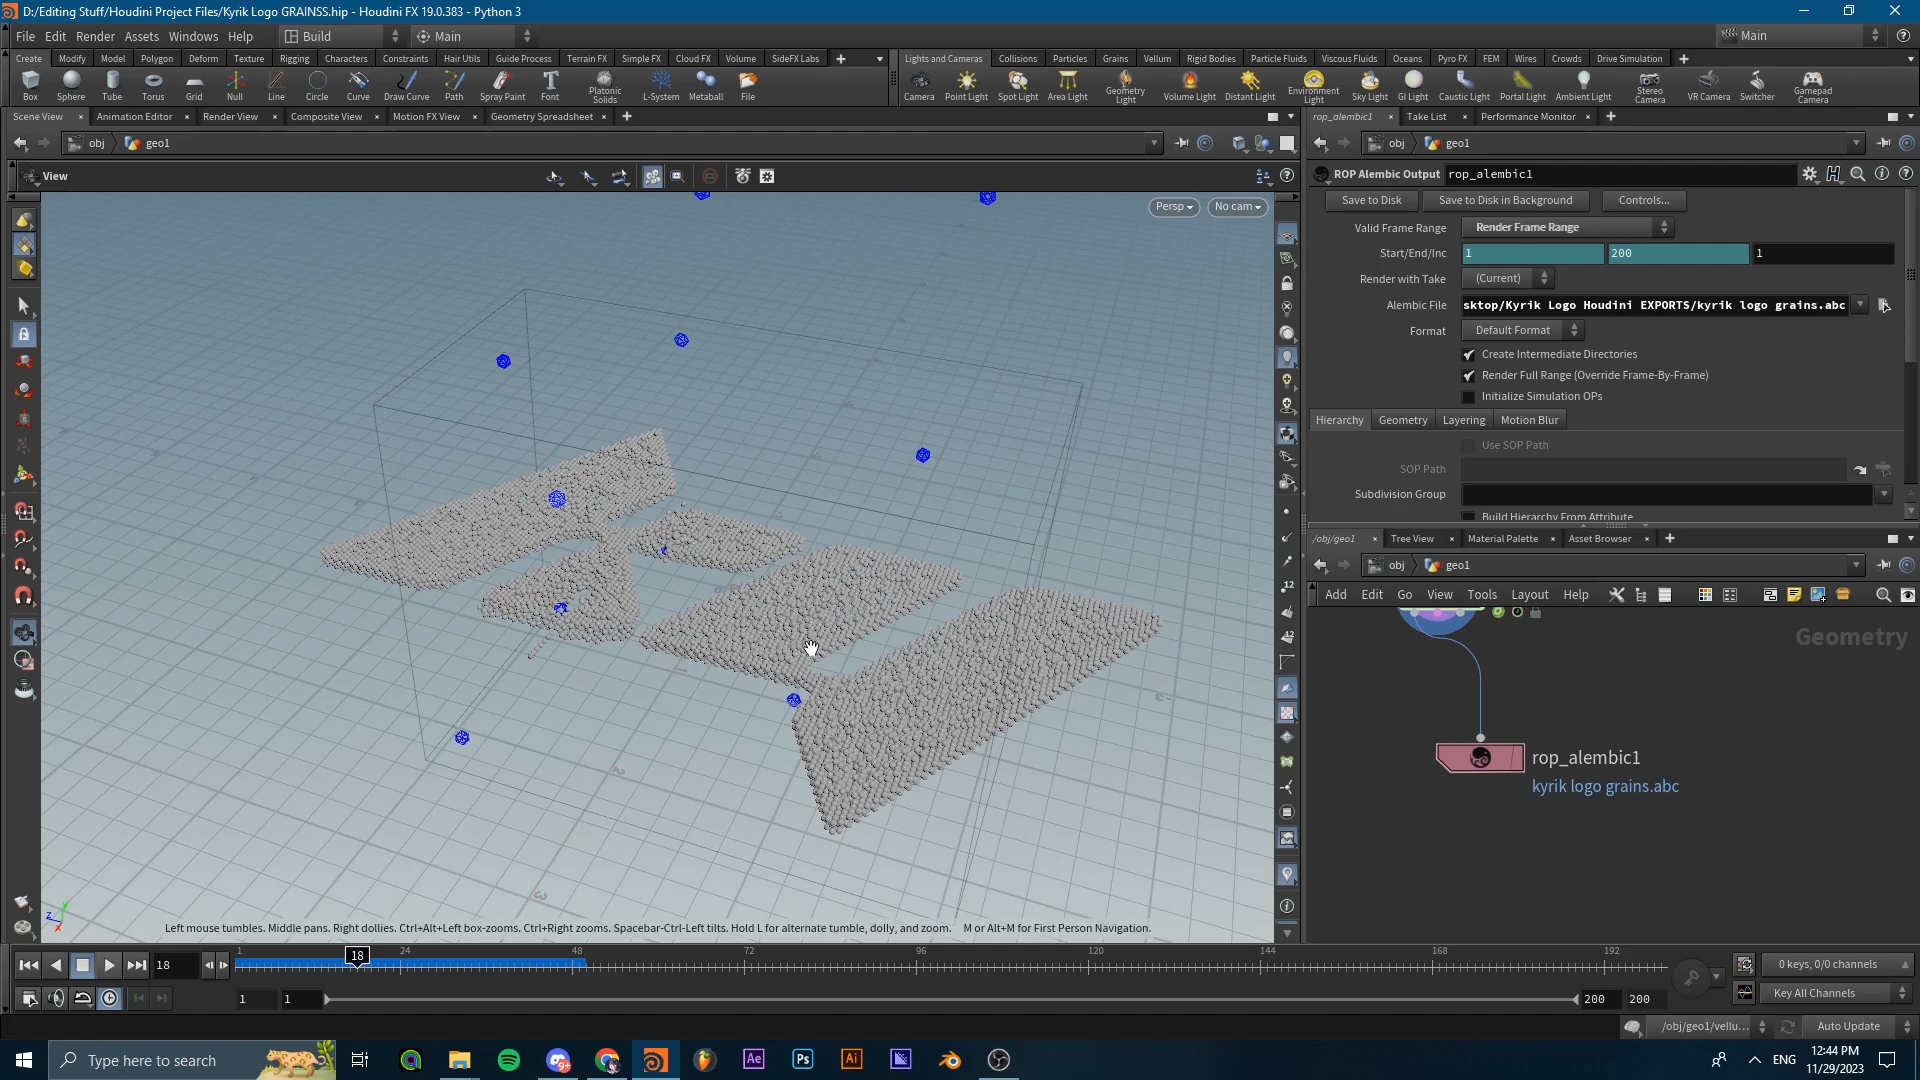 D:/Editing Stuff/Houdini Project Files/Kyrik Logo GRAINSS.hip - Houdini FX 19.0.383 - Python 3
File Edit Render Assets Windows Help Build Main Main
Create Modify Model Polygon Deform Texture Rigging Characters Constraints Hair Utils Guide Process Terrain FX Simple FX Cloud FX Volume SideFX Labs
Lights and Cameras Collisions Particles Grains Vellum Rigid Bodies Particle Fluids Viscous Fluids Oceans Pyro FX FEM Wires Crowds Drive Simulation
Box Sphere Tube Torus Grid Null Line Circle Curve Draw Curve Path Spray Paint Font Platonic Solids L-System Metaball File
Camera Point Light Spot Light Area Light Geometry Light Volume Light Distant Light Environment Light Sky Light GI Light Caustic Light Portal Light Ambient Light Stereo Camera VR Camera Switcher Gamepad Camera
Scene View Animation Editor Render View Composite View Motion FX View Geometry Spreadsheet
obj geo1
View
Persp No cam
Left mouse tumbles. Middle pans. Right dollies. Ctrl+Alt+Left box-zooms. Ctrl+Right zooms. Spacebar-Ctrl-Left tilts. Hold L for alternate tumble, dolly, and zoom. M or Alt+M for First Person Navigation.
rop_alembic1 Take List Performance Monitor
obj geo1
ROP Alembic Output rop_alembic1
Save to Disk Save to Disk in Background Controls...
Valid Frame Range Render Frame Range
Start/End/Inc 1 200 1
Render with Take (Current)
Alembic File sktop/Kyrik Logo Houdini EXPORTS/kyrik logo grains.abc
Format Default Format
Create Intermediate Directories
Render Full Range (Override Frame-By-Frame)
Initialize Simulation OPs
Hierarchy Geometry Layering Motion Blur
Use SOP Path
SOP Path
Subdivision Group
Build Hierarchy From Attribute
/obj/geo1 Tree View Material Palette Asset Browser
obj geo1
Add Edit Go View Tools Layout Help
Geometry
rop_alembic1
kyrik logo grains.abc
18 1 18 24 48 72 96 120 144 168 192
0 keys, 0/0 channels
1 1 200 200
Key All Channels
/obj/geo1/vellu... Auto Update
Type here to search
ENG
12:44 PM
11/29/2023